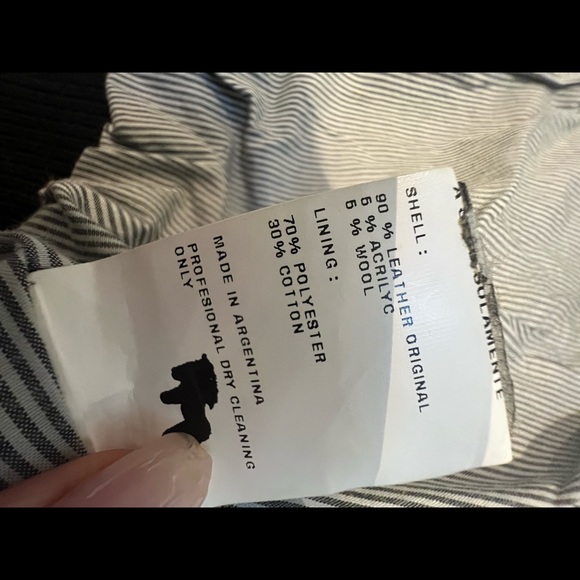 SOLAMENTE
SHELL :
90 % LEATHER ORIGINAL
5 % ACRILYC
5 % WOOL
LINING :
70% POLYESTER
30% COTTON
MADE IN ARGENTINA
PROFESIONAL DRY CLEANING
ONLY